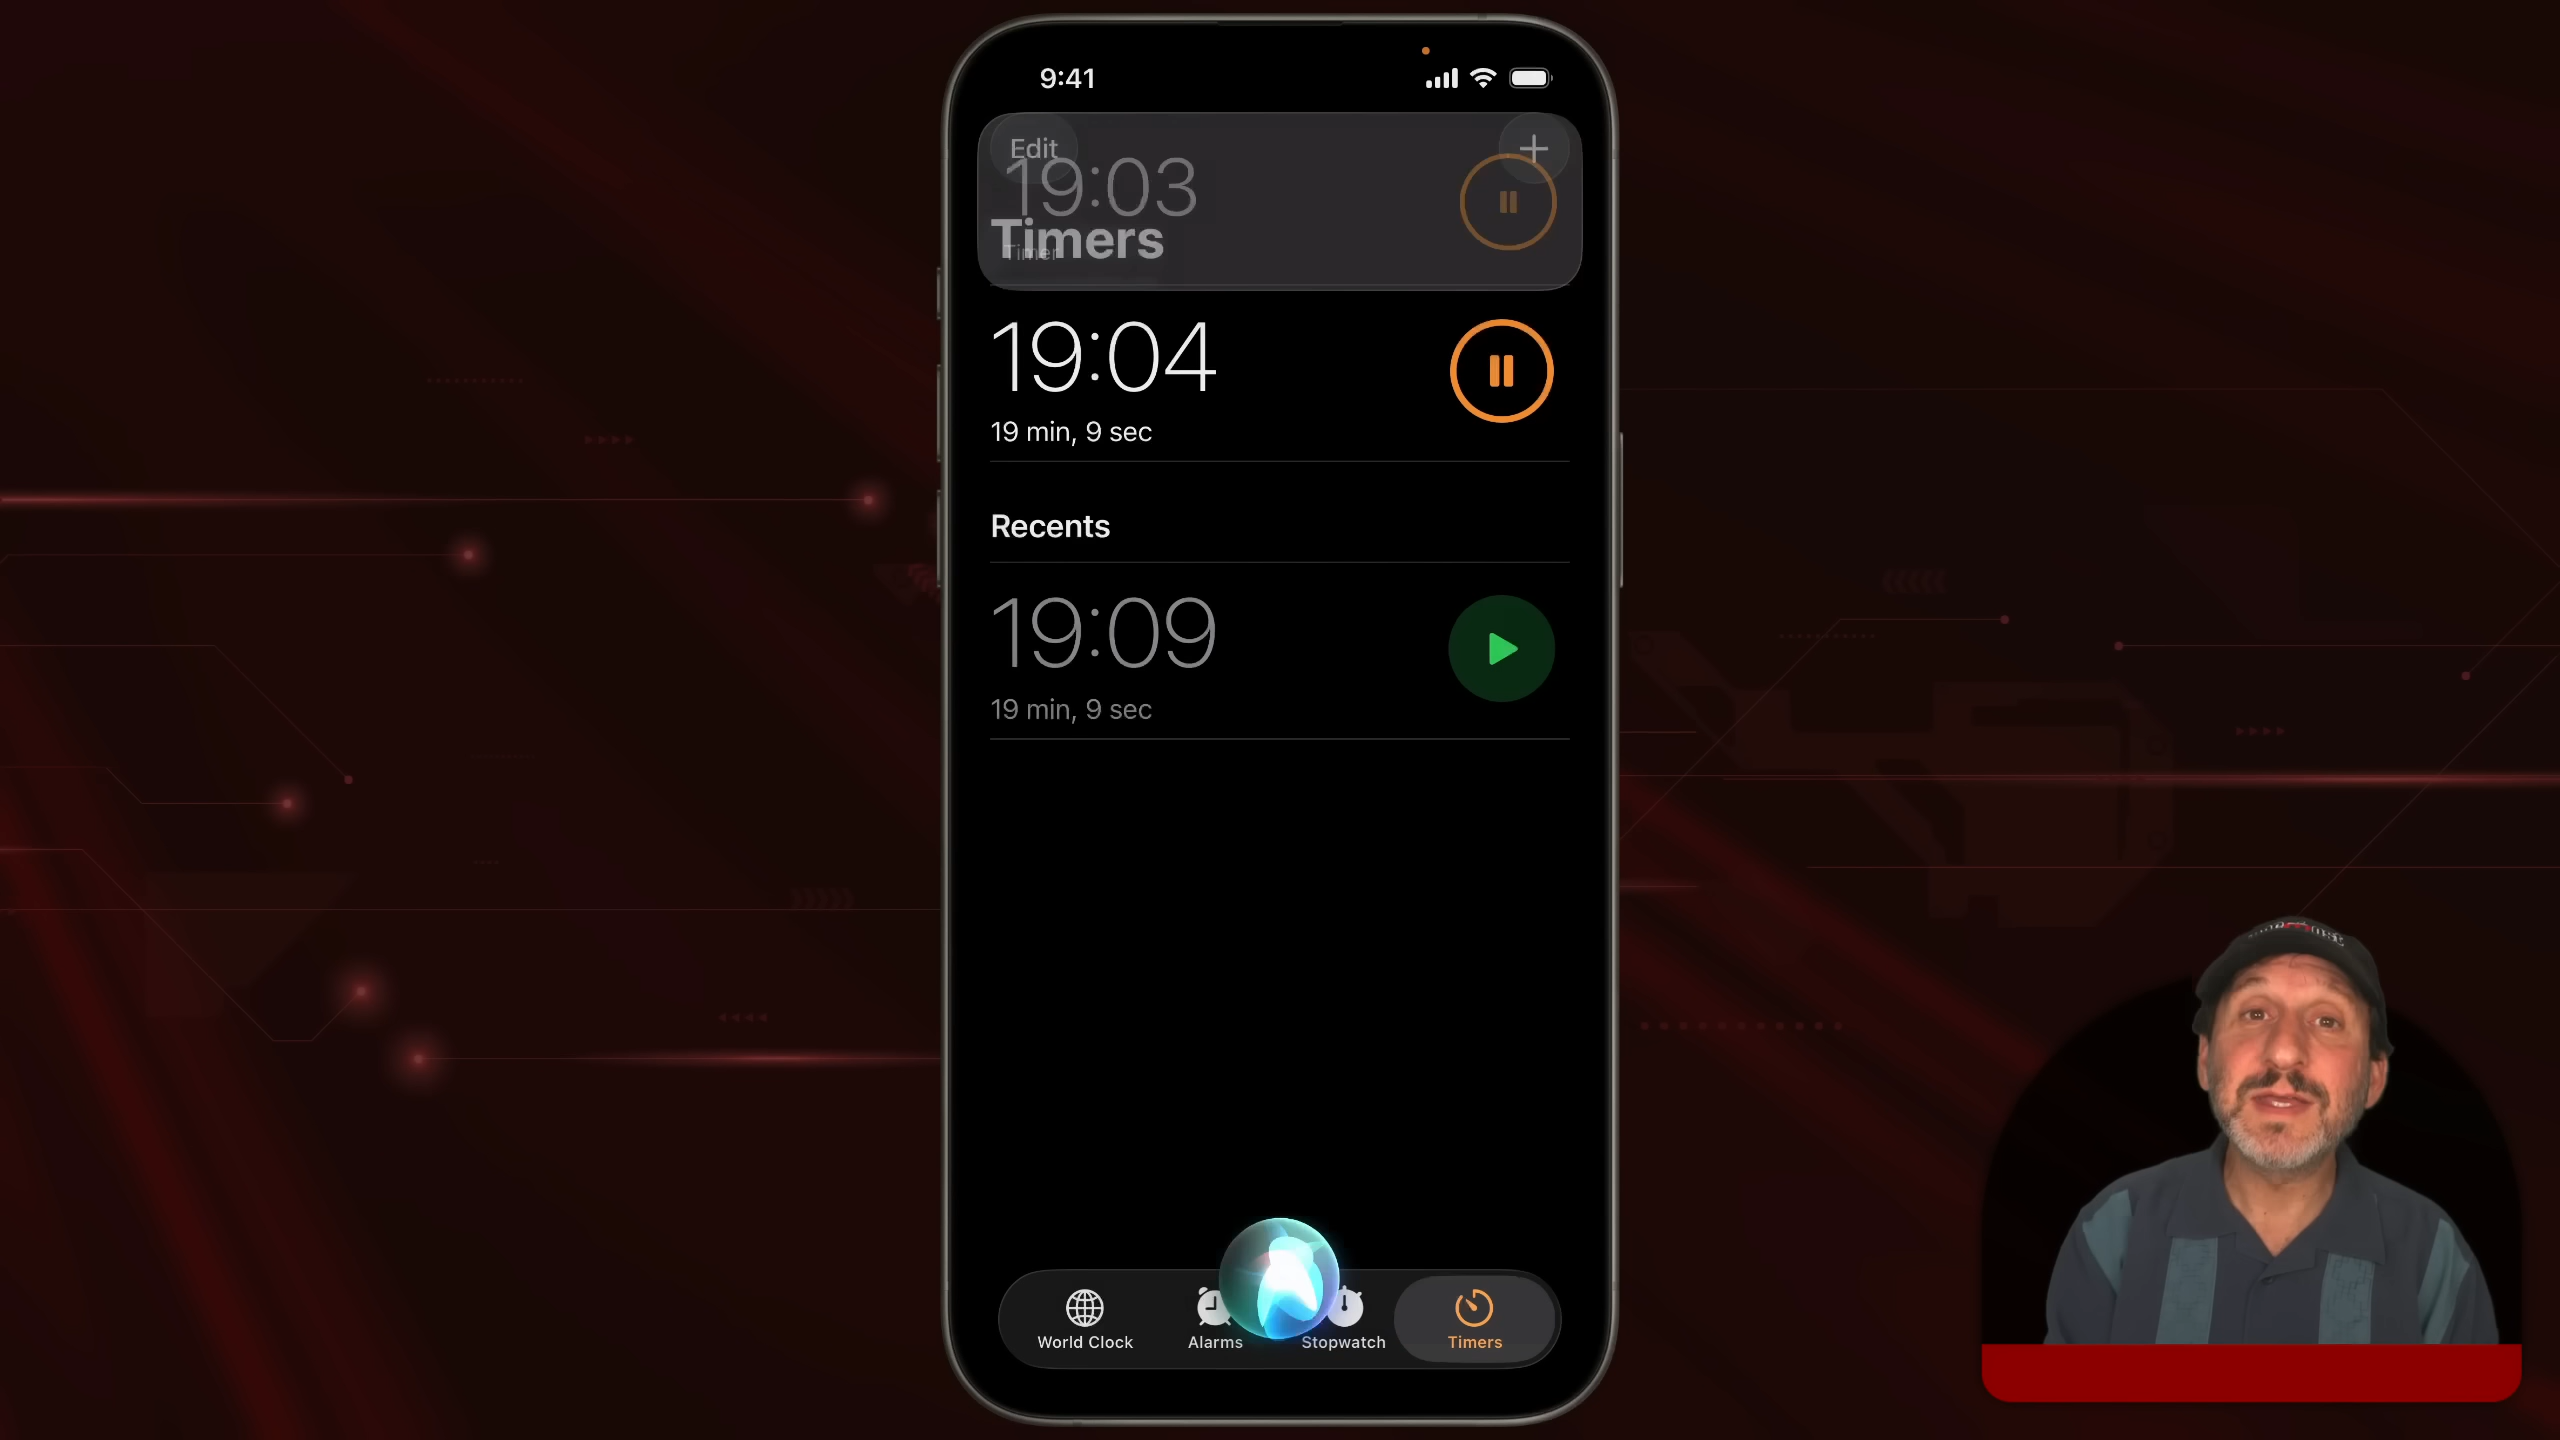 9:41
Edit
19:03
Timers
Timer
19:04
19 min, 9 sec
Recents
19:09
19 min, 9 sec
World Clock
Alarms
Stopwatch
Timers